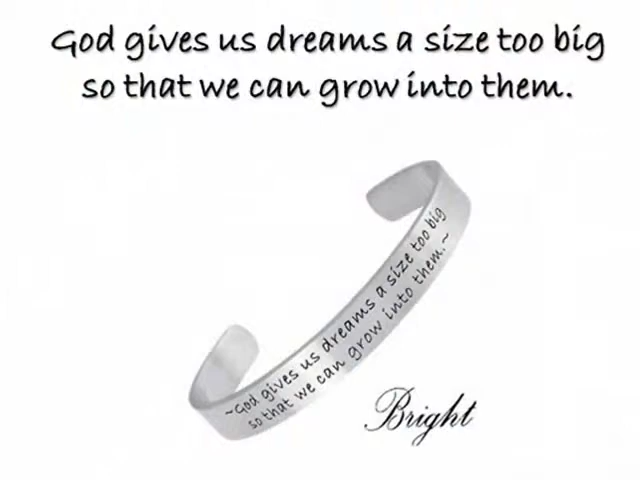 God gives us dreams a size too big
so that we can grow into them.
~God gives us dreams a size too big
so that we can grow into them.~
Bright